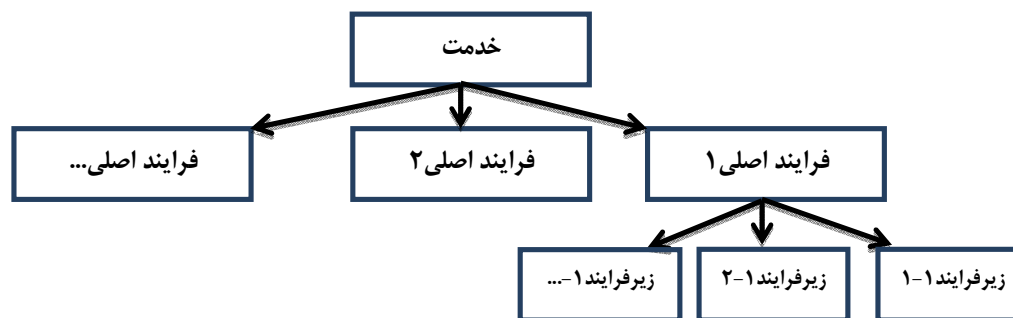 خدمت
فرایند اصلی۱
فرایند اصلی۲
فرایند اصلی...
زیرفرایند۱-۱
زیرفرایند۱-۲
زیرفرایند۱-...